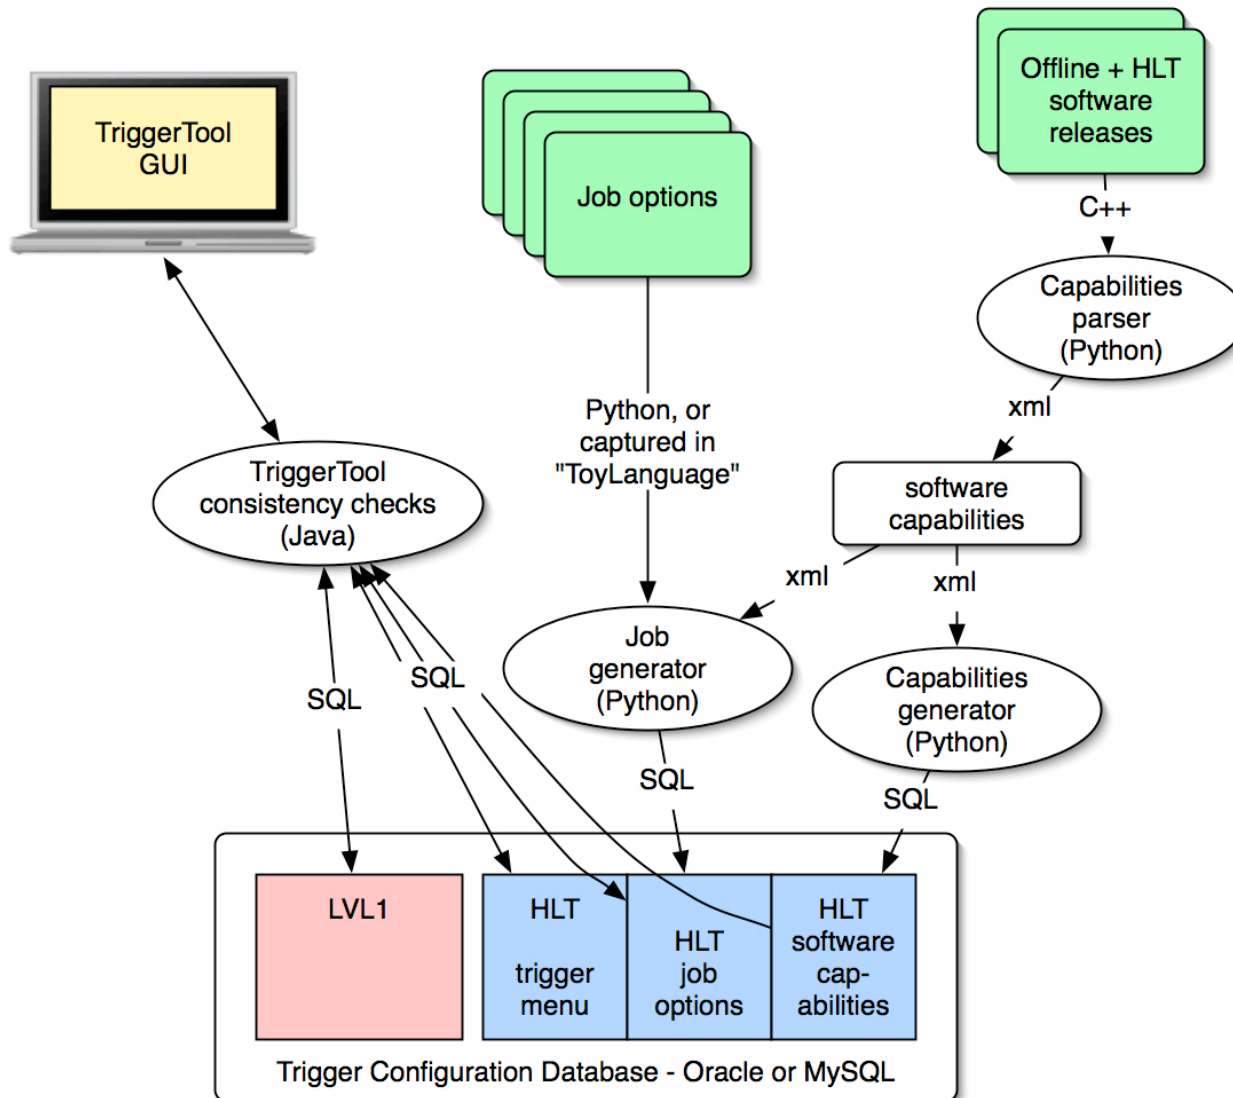 TriggerTool
GUI
Job options
Offline + HLT
software
releases
C++
Capabilities
parser
(Python)
xml
Python, or
captured in
"ToyLanguage"
TriggerTool
consistency checks
(Java)
software
capabilities
xml
xml
Job
generator
(Python)
Capabilities
generator
(Python)
SQL
SQL
SQL
SQL
LVL1
HLT
trigger
menu
HLT
job
options
HLT
software
cap-
abilities
Trigger Configuration Database - Oracle or MySQL